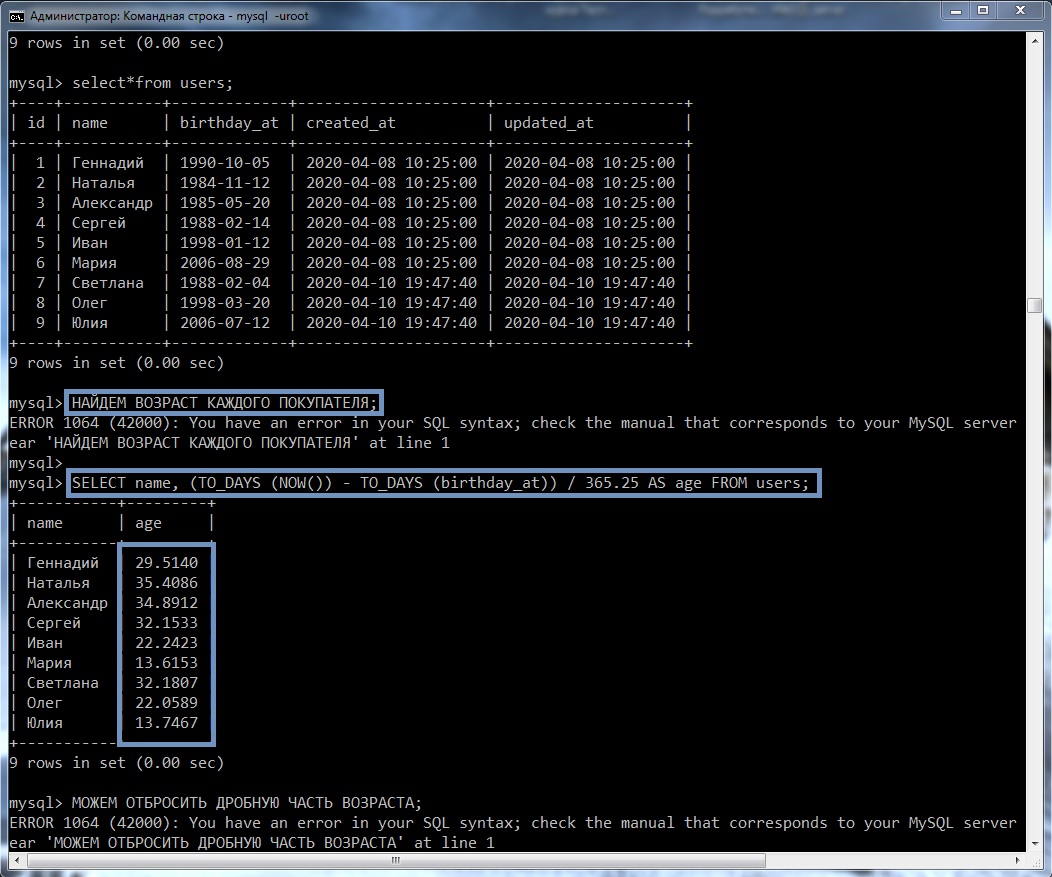 Администратор: Командная строка - mysql -uroot
9 rows in set (0.00 sec)
mysql> select*from users;
+----+-----------+-------------+---------------------+---------------------+
| id | name      | birthday_at | created_at          | updated_at          |
+----+-----------+-------------+---------------------+---------------------+
|  1 | Геннадий  | 1990-10-05  | 2020-04-08 10:25:00 | 2020-04-08 10:25:00 |
|  2 | Наталья   | 1984-11-12  | 2020-04-08 10:25:00 | 2020-04-08 10:25:00 |
|  3 | Александр | 1985-05-20  | 2020-04-08 10:25:00 | 2020-04-08 10:25:00 |
|  4 | Сергей    | 1988-02-14  | 2020-04-08 10:25:00 | 2020-04-08 10:25:00 |
|  5 | Иван      | 1998-01-12  | 2020-04-08 10:25:00 | 2020-04-08 10:25:00 |
|  6 | Мария     | 2006-08-29  | 2020-04-08 10:25:00 | 2020-04-08 10:25:00 |
|  7 | Светлана  | 1988-02-04  | 2020-04-10 19:47:40 | 2020-04-10 19:47:40 |
|  8 | Олег      | 1998-03-20  | 2020-04-10 19:47:40 | 2020-04-10 19:47:40 |
|  9 | Юлия      | 2006-07-12  | 2020-04-10 19:47:40 | 2020-04-10 19:47:40 |
+----+-----------+-------------+---------------------+---------------------+
9 rows in set (0.00 sec)
mysql> НАЙДЕМ ВОЗРАСТ КАЖДОГО ПОКУПАТЕЛЯ;
ERROR 1064 (42000): You have an error in your SQL syntax; check the manual that corresponds to your MySQL server
ear 'НАЙДЕМ ВОЗРАСТ КАЖДОГО ПОКУПАТЕЛЯ' at line 1
mysql>
mysql> SELECT name, (TO_DAYS (NOW()) - TO_DAYS (birthday_at)) / 365.25 AS age FROM users;
+-----------+---------+
| name      | age     |
+-----------
| Геннадий  | 29.5140
| Наталья   | 35.4086
| Александр | 34.8912
| Сергей    | 32.1533
| Иван      | 22.2423
| Мария     | 13.6153
| Светлана  | 32.1807
| Олег      | 22.0589
| Юлия      | 13.7467
+-----------
9 rows in set (0.00 sec)
mysql> МОЖЕМ ОТБРОСИТЬ ДРОБНУЮ ЧАСТЬ ВОЗРАСТА;
ERROR 1064 (42000): You have an error in your SQL syntax; check the manual that corresponds to your MySQL server
ear 'МОЖЕМ ОТБРОСИТЬ ДРОБНУЮ ЧАСТЬ ВОЗРАСТА' at line 1